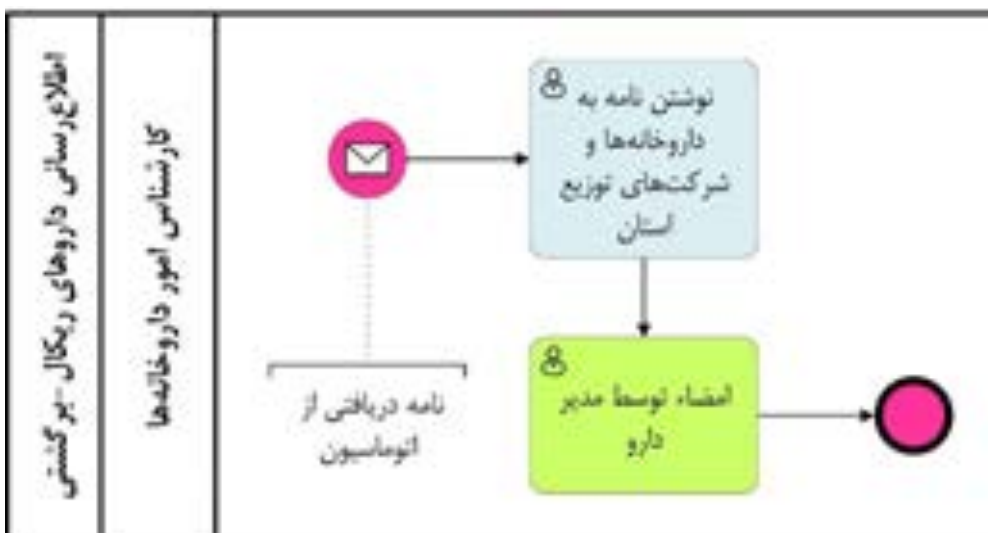 اطلاع‌رسانی داروهای ریکال -برگشتی
کارشناس امور داروخانه‌ها
نوشتن نامه به
داروخانه‌ها و
شرکت‌های توزیع
استان
نامه دریافتی از
اتوماسیون
امضاء توسط مدیر
دارو